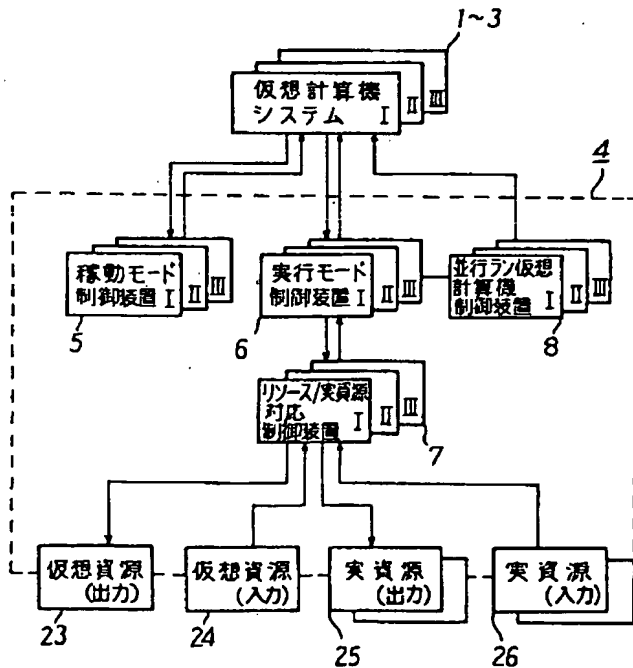 1~3
仮想計算機
システム I
II
III
4
稼動モード
制御装置 I
II
III
5
実行モード
制御装置 I
II
III
6
並行ラン仮想
計算機
制御装置 I
II
III
8
リソース/実資源
対応
制御装置 I
II
III
7
仮想資源
(出力)
23
仮想資源
(入力)
24
実資源
(出力)
25
実資源
(入力)
26